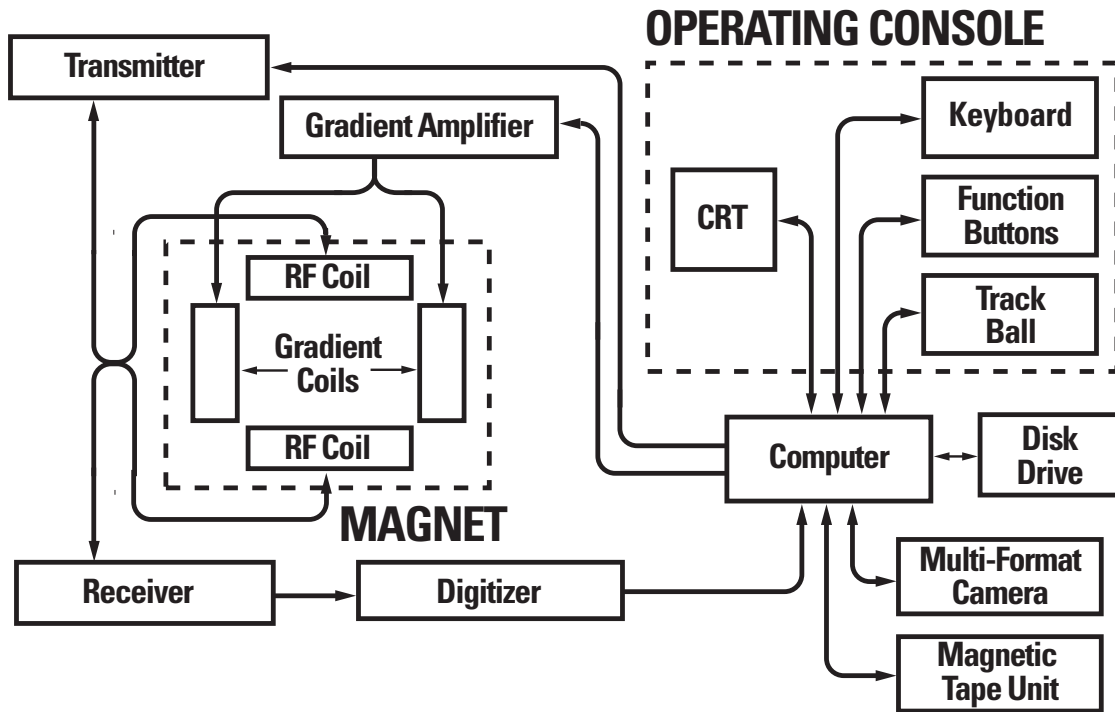 OPERATING CONSOLE
Transmitter
Gradient Amplifier
Keyboard
CRT
Function
Buttons
RF Coil
Track
Ball
Gradient
Coils
RF Coil
Computer
Disk
Drive
MAGNET
Receiver
Digitizer
Multi-Format
Camera
Magnetic
Tape Unit